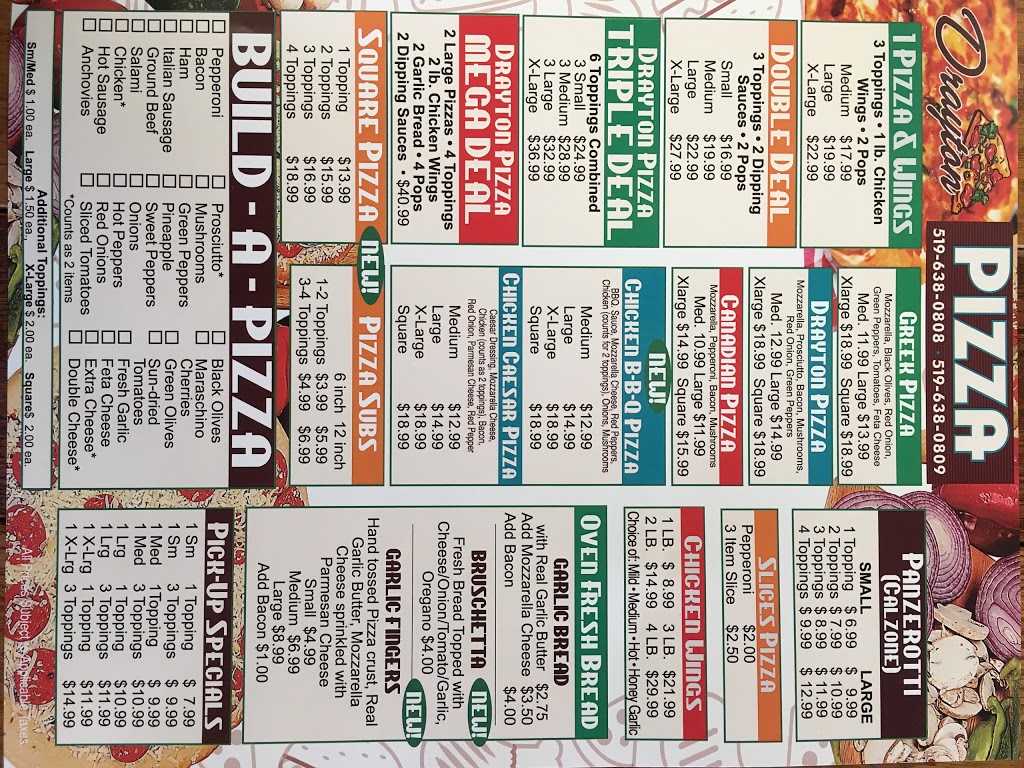 Drayton
PIZZA
519-638-0808 · 519-638-0809
1 PIZZA & WINGS
3 Toppings • 1 lb. Chicken
Wings • 2 Pops
Medium $17.99
Large $19.99
X-Large $22.99
DOUBLE DEAL
3 Toppings • 2 Dipping
Sauces • 2 Pops
Small $16.99
Medium $19.99
Large $22.99
X-Large $27.99
DRAYTON PIZZA
TRIPLE DEAL
6 Toppings Combined
3 Small $24.99
3 Medium $28.99
3 Large $32.99
X-Large $36.99
DRAYTON PIZZA
MEGA DEAL
2 Large Pizzas • 4 Toppings
2 lb. Chicken Wings
2 Garlic Bread • 4 Pops
2 Dipping Sauces • $40.99
SQUARE PIZZA
1 Topping $13.99
2 Toppings $15.99
3 Toppings $16.99
4 Toppings $18.99
GREEK PIZZA
Mozzarella, Black Olives, Red Onion,
Green Peppers, Tomatoes, Feta Cheese
Med. $11.99 Large $13.99
Xlarge $18.99 Square $18.99
DRAYTON PIZZA
Mozzarella, Prosciutto, Bacon, Mushrooms,
Red Onion, Green Peppers
Med. $12.99 Large $14.99
Xlarge $18.99 Square $18.99
CANADIAN PIZZA
Mozzarella, Pepperoni, Bacon, Mushrooms
Med. $10.99 Large $11.99
Xlarge $14.99 Square $15.99
NEW!
CHICKEN B-B-Q PIZZA
BBQ Sauce, Mozzarella Cheese, Red Peppers,
Chicken (counts for 2 toppings), Onions, Mushrooms
Medium $12.99
Large $14.99
X-Large $18.99
Square $18.99
CHICKEN CAESAR PIZZA
Caesar Dressing, Mozzarella Cheese,
Chicken (counts as 2 toppings), Bacon,
Red Onion, Parmesan Cheese, Red Pepper
Medium $12.99
Large $14.99
X-Large $18.99
Square $18.99
NEW!
PIZZA SUBS
6 inch 12 inch
1-2 Toppings $3.99 $5.99
3-4 Toppings $4.99 $6.99
PANZEROTTI
(CALZONE)
SMALL LARGE
1 Topping $6.99 $ 9.99
2 Toppings $7.99 $10.99
3 Toppings $8.99 $11.99
4 Toppings $9.99 $12.99
SLICES PIZZA
Pepperoni $2.00
3 Item Slice $2.50
CHICKEN WINGS
1 LB. $ 8.99 3 LB. $21.99
2 LB. $14.99 4 LB. $29.99
Choice of: Mild • Medium • Hot • Honey Garlic
OVEN FRESH BREAD
GARLIC BREAD
with Real Garlic Butter $2.75
Add Mozzarella Cheese $3.50
Add Bacon $4.00
BRUSCHETTA NEW!
Fresh Bread Topped with
Cheese/Onion/Tomato/Garlic,
Oregano $4.00
GARLIC FINGERS NEW!
Hand tossed Pizza crust, Real
Garlic Butter, Mozzarella
Cheese sprinkled with
Parmesan Cheese
Small $4.99
Medium $6.99
Large $8.99
Add Bacon $1.00
BUILD-A-PIZZA
Pepperoni
Bacon
Ham
Italian Sausage
Ground Beef
Salami
Chicken*
Hot Sausage
Anchovies
Prosciutto*
Mushrooms
Green Peppers
Pineapple
Sweet Peppers
Onions
Hot Peppers
Red Onions
Sliced Tomatoes
*counts as 2 items
Black Olives
Maraschino
Cherries
Green Olives
Sun-dried
Tomatoes
Fresh Garlic
Feta Cheese
Extra Cheese*
Double Cheese*
Additional Toppings:
Sm/Med $ 1.00 ea. Large $ 1.50 ea. X-Large $ 2.00 ea. Square$ 2.00 ea.
PICK-UP SPECIALS
1 Sm 1 Topping $ 7.99
1 Sm 3 Toppings $ 9.99
1 Med 1 Topping $ 9.99
1 Med 3 Toppings $10.99
1 Lrg 1 Topping $10.99
1 Lrg 3 Toppings $11.99
1 X-Lrg 1 Topping $11.99
1 X-Lrg 3 Toppings $14.99
Prices Subject to Applicable Taxes.